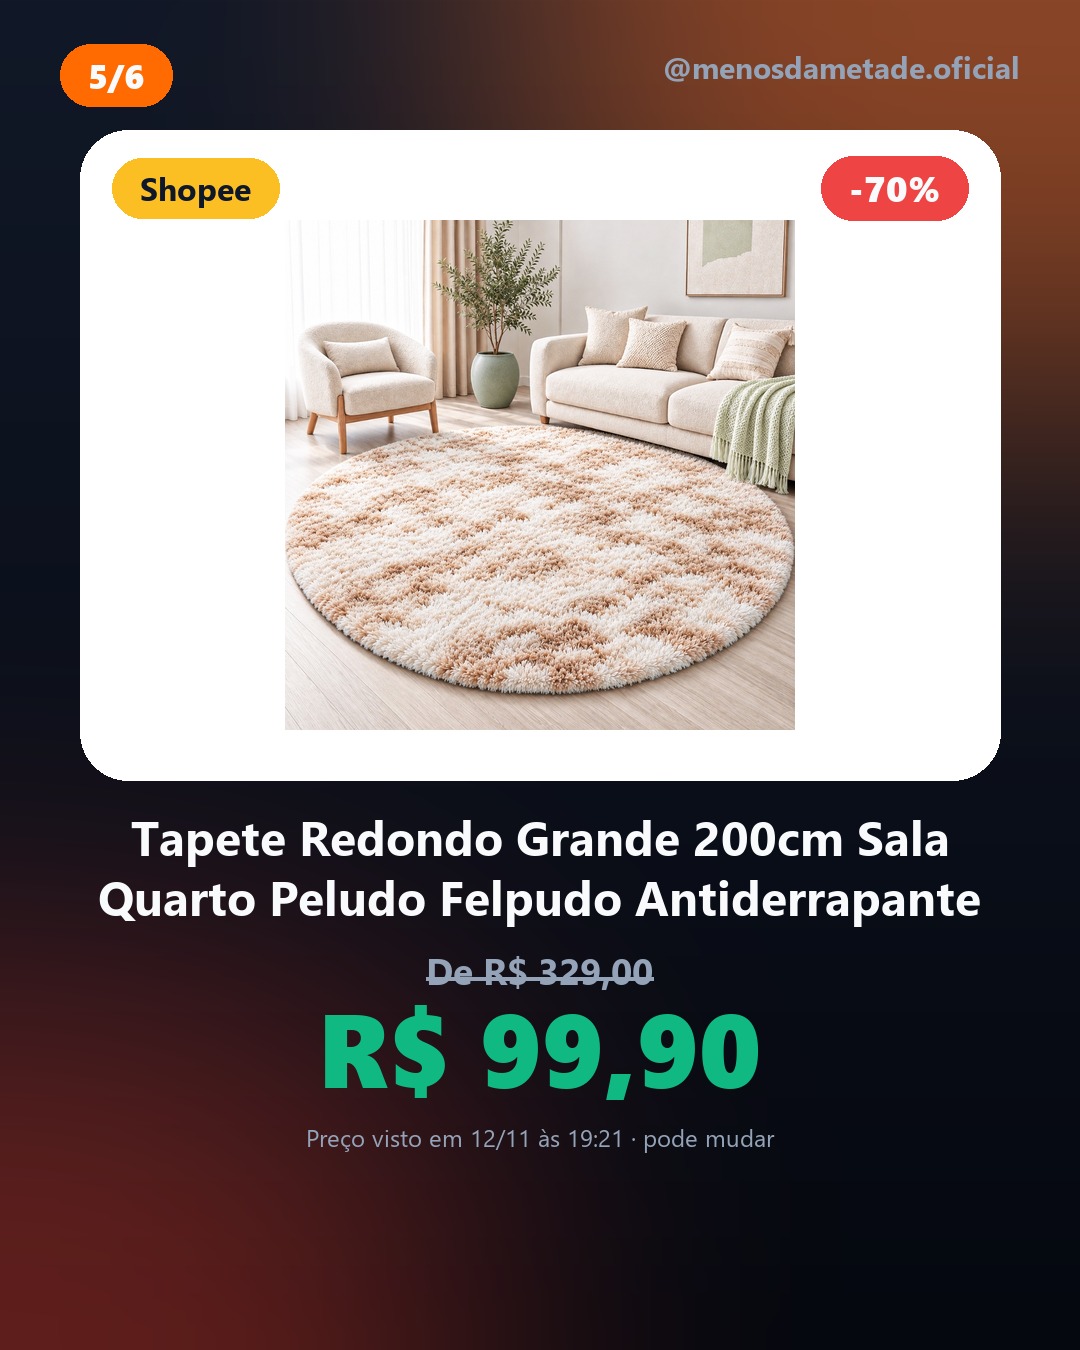 5/6
@menosdametade.oficial
Shopee
-70%
Tapete Redondo Grande 200cm Sala
Quarto Peludo Felpudo Antiderrapante
De R$ 329,00
R$ 99,90
Preço visto em 12/11 às 19:21 · pode mudar